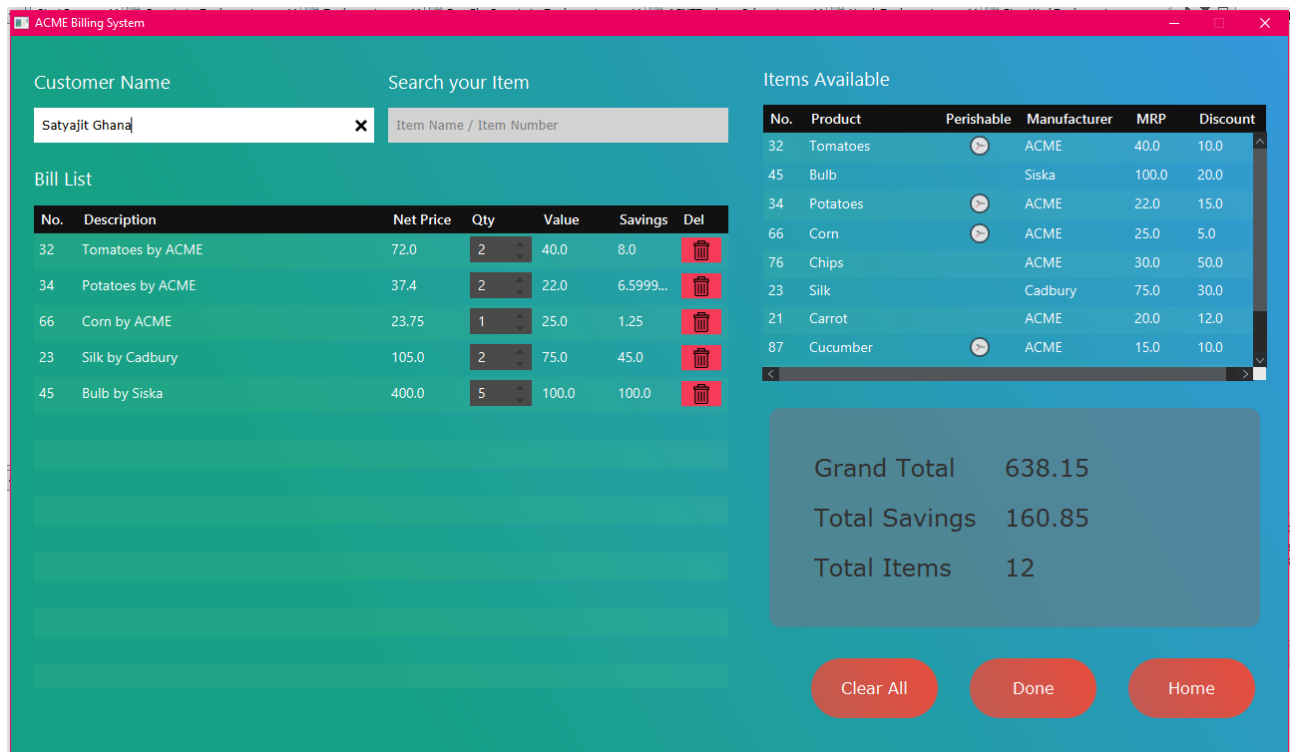 ACME Billing System
Customer Name
Satyajit Ghana
Search your Item
Item Name / Item Number
Bill List
No. Description Net Price Qty Value Savings Del
32 Tomatoes by ACME 72.0 2 40.0 8.0
34 Potatoes by ACME 37.4 2 22.0 6.5999...
66 Corn by ACME 23.75 1 25.0 1.25
23 Silk by Cadbury 105.0 2 75.0 45.0
45 Bulb by Siska 400.0 5 100.0 100.0
Items Available
No. Product Perishable Manufacturer MRP Discount
32 Tomatoes ACME 40.0 10.0
45 Bulb Siska 100.0 20.0
34 Potatoes ACME 22.0 15.0
66 Corn ACME 25.0 5.0
76 Chips ACME 30.0 50.0
23 Silk Cadbury 75.0 30.0
21 Carrot ACME 20.0 12.0
87 Cucumber ACME 15.0 10.0
Grand Total 638.15
Total Savings 160.85
Total Items 12
Clear All
Done
Home